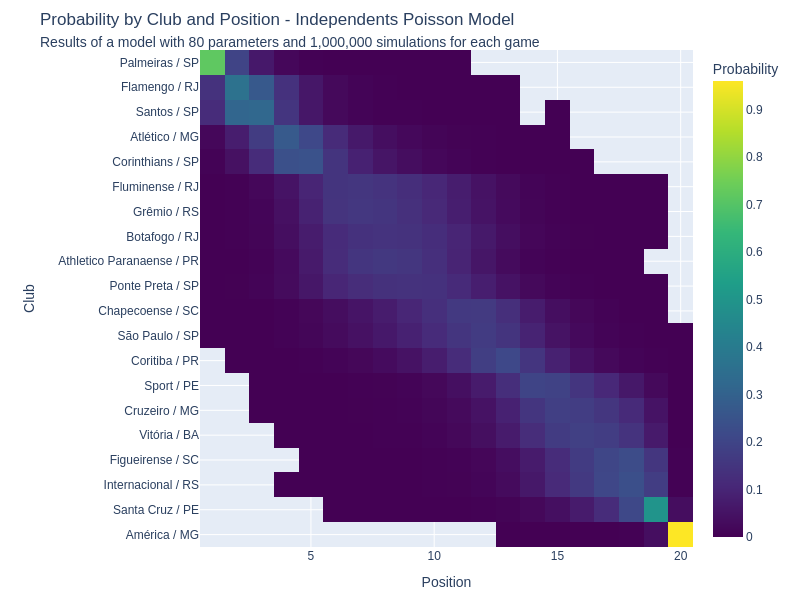 Probability by Club and Position - Independents Poisson Model
Results of a model with 80 parameters and 1,000,000 simulations for each game
Probability
Palmeiras / SP
Flamengo / RJ
Santos / SP
Atlético / MG
Corinthians / SP
Fluminense / RJ
Grêmio / RS
Botafogo / RJ
Athletico Paranaense / PR
Ponte Preta / SP
Chapecoense / SC
São Paulo / SP
Coritiba / PR
Sport / PE
Cruzeiro / MG
Vitória / BA
Figueirense / SC
Internacional / RS
Santa Cruz / PE
América / MG
Club
5
10
15
20
Position
0.9
0.8
0.7
0.6
0.5
0.4
0.3
0.2
0.1
0